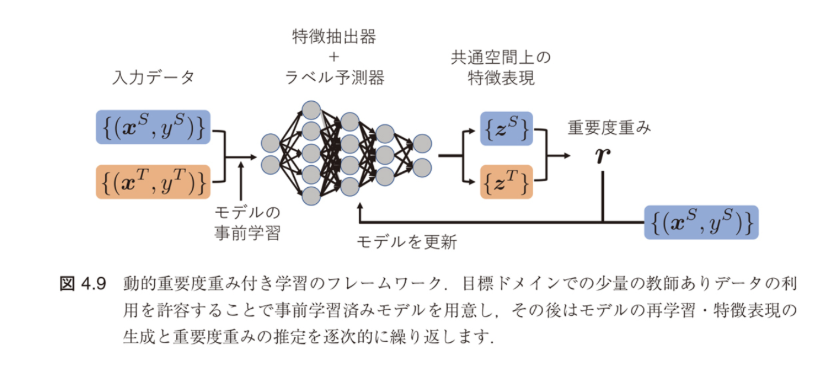 特徴抽出器
+
ラベル予測器
入力データ
共通空間上の
特徴表現
{(x^S, y^S)}
{(x^T, y^T)}
{z^S}
{z^T}
重要度重み
r
モデルの
事前学習
モデルを更新
{(x^S, y^S)}
図 4.9 動的重要度重み付き学習のフレームワーク．目標ドメインでの少量の教師ありデータの利
用を許容することで事前学習済みモデルを用意し，その後はモデルの再学習・特徴表現の
生成と重要度重みの推定を逐次的に繰り返します．